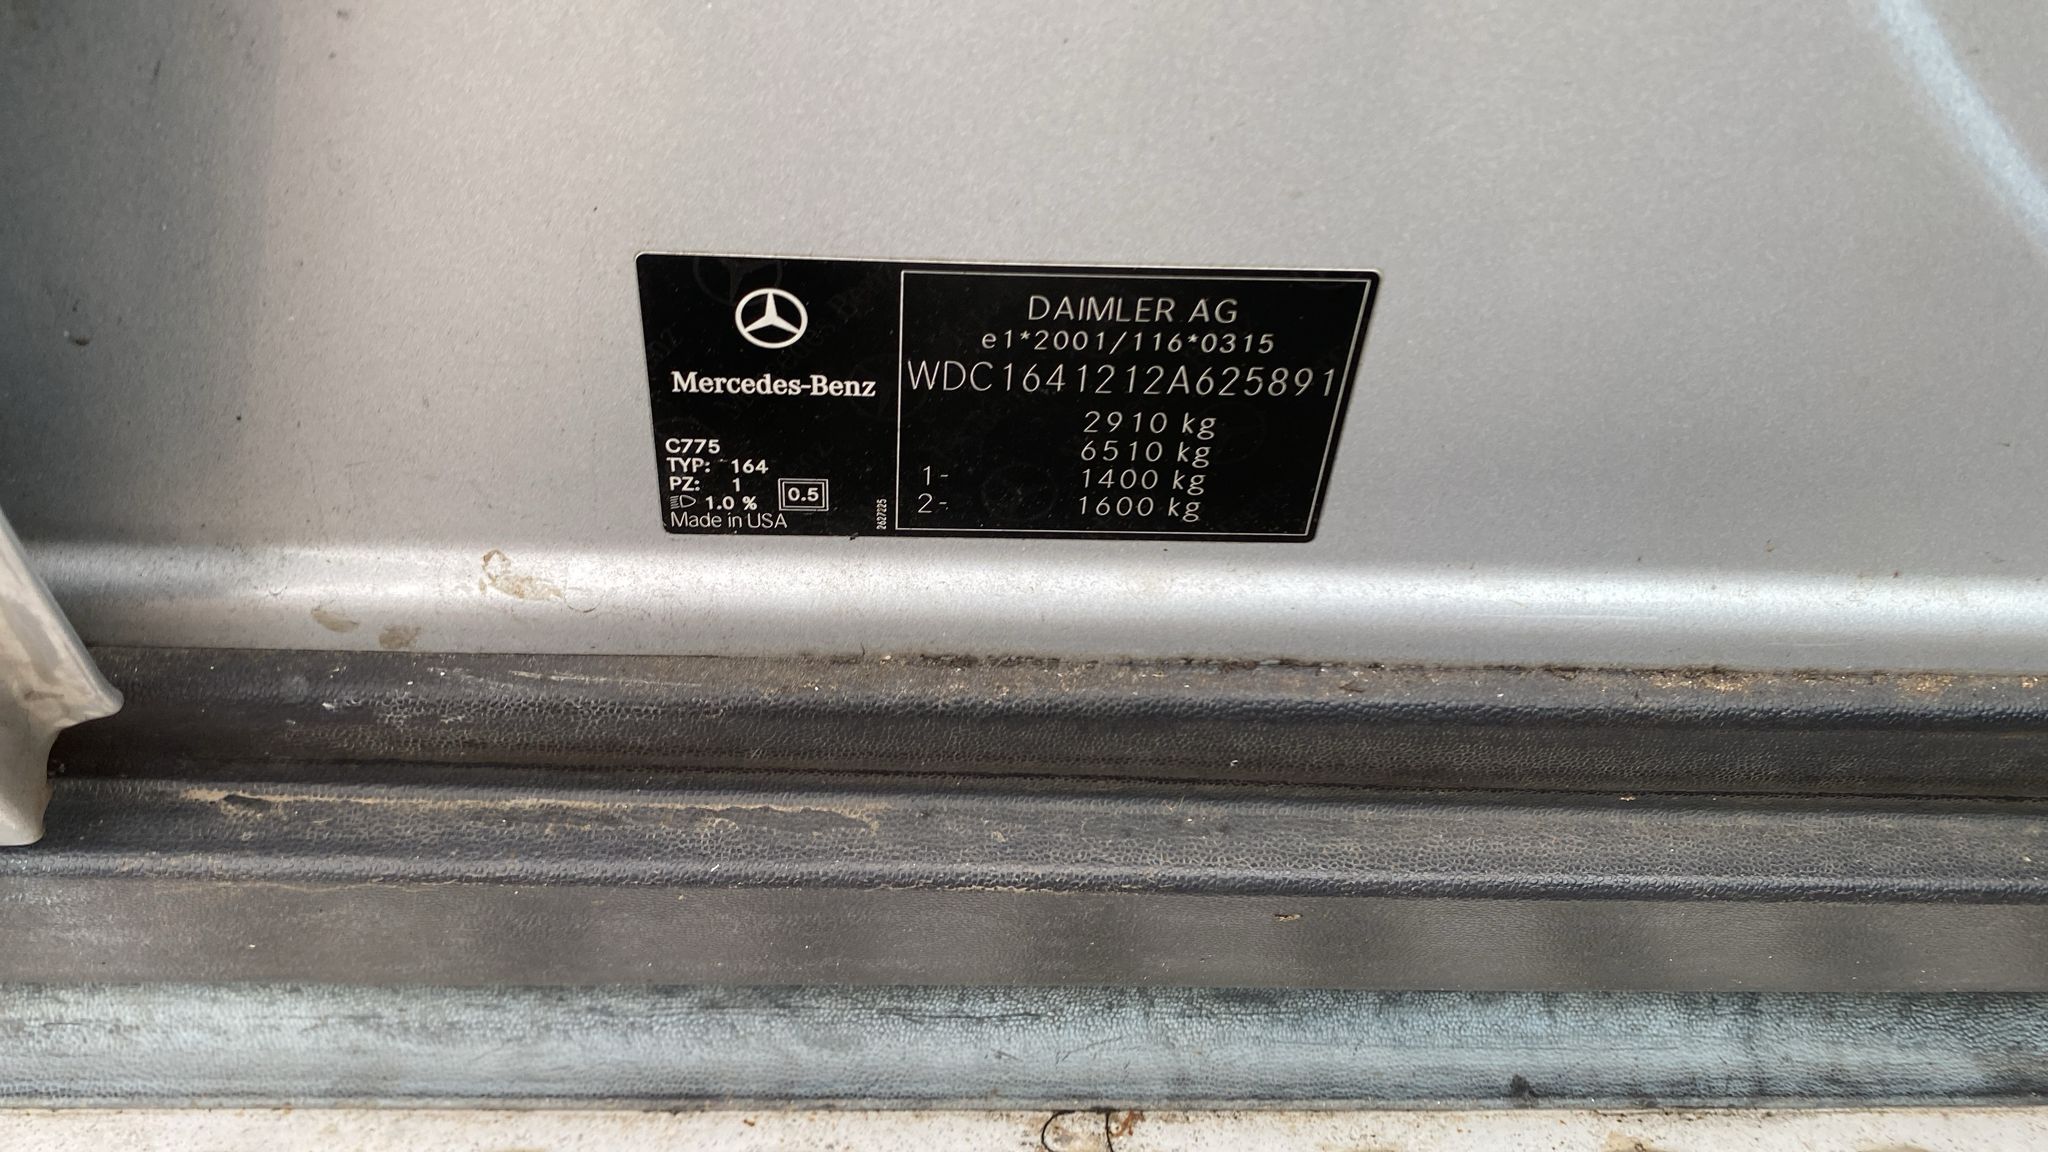 Mercedes-Benz
C775
TYP: 164
PZ: 1
1.0 %
0.5
Made in USA
2627225
DAIMLER AG
e1*2001/116*0315
WDC1641212A625891
2910 kg
6510 kg
1- 1400 kg
2- 1600 kg